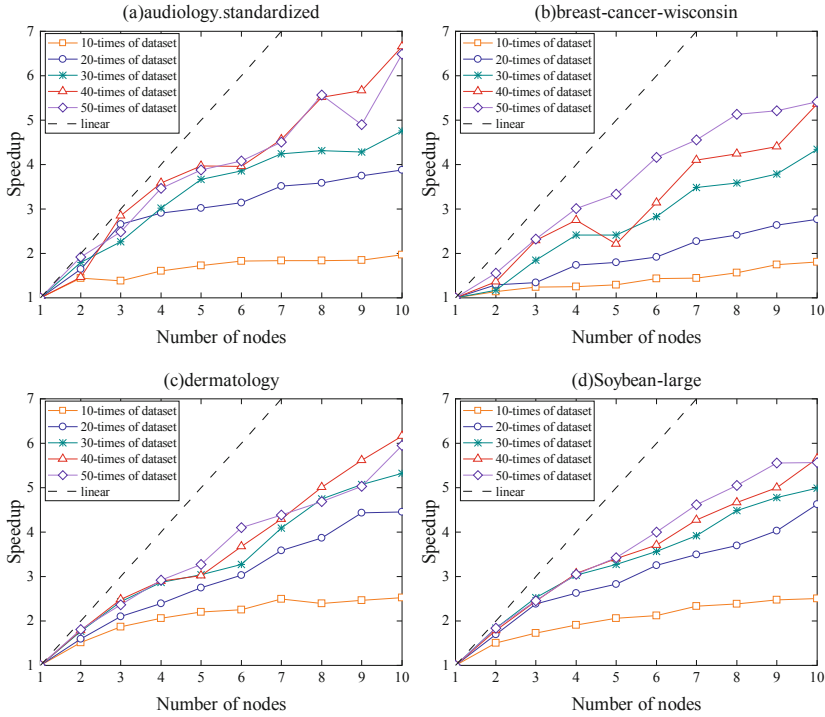 (a)audiology.standardized
7
6
5
4
3
2
1
Speedup
10-times of dataset
20-times of dataset
30-times of dataset
40-times of dataset
50-times of dataset
linear
1 2 3 4 5 6 7 8 9 10
Number of nodes
(b)breast-cancer-wisconsin
7
6
5
4
3
2
1
Speedup
10-times of dataset
20-times of dataset
30-times of dataset
40-times of dataset
50-times of dataset
linear
1 2 3 4 5 6 7 8 9 10
Number of nodes
(c)dermatology
7
6
5
4
3
2
1
Speedup
10-times of dataset
20-times of dataset
30-times of dataset
40-times of dataset
50-times of dataset
linear
1 2 3 4 5 6 7 8 9 10
Number of nodes
(d)Soybean-large
7
6
5
4
3
2
1
Speedup
10-times of dataset
20-times of dataset
30-times of dataset
40-times of dataset
50-times of dataset
linear
1 2 3 4 5 6 7 8 9 10
Number of nodes